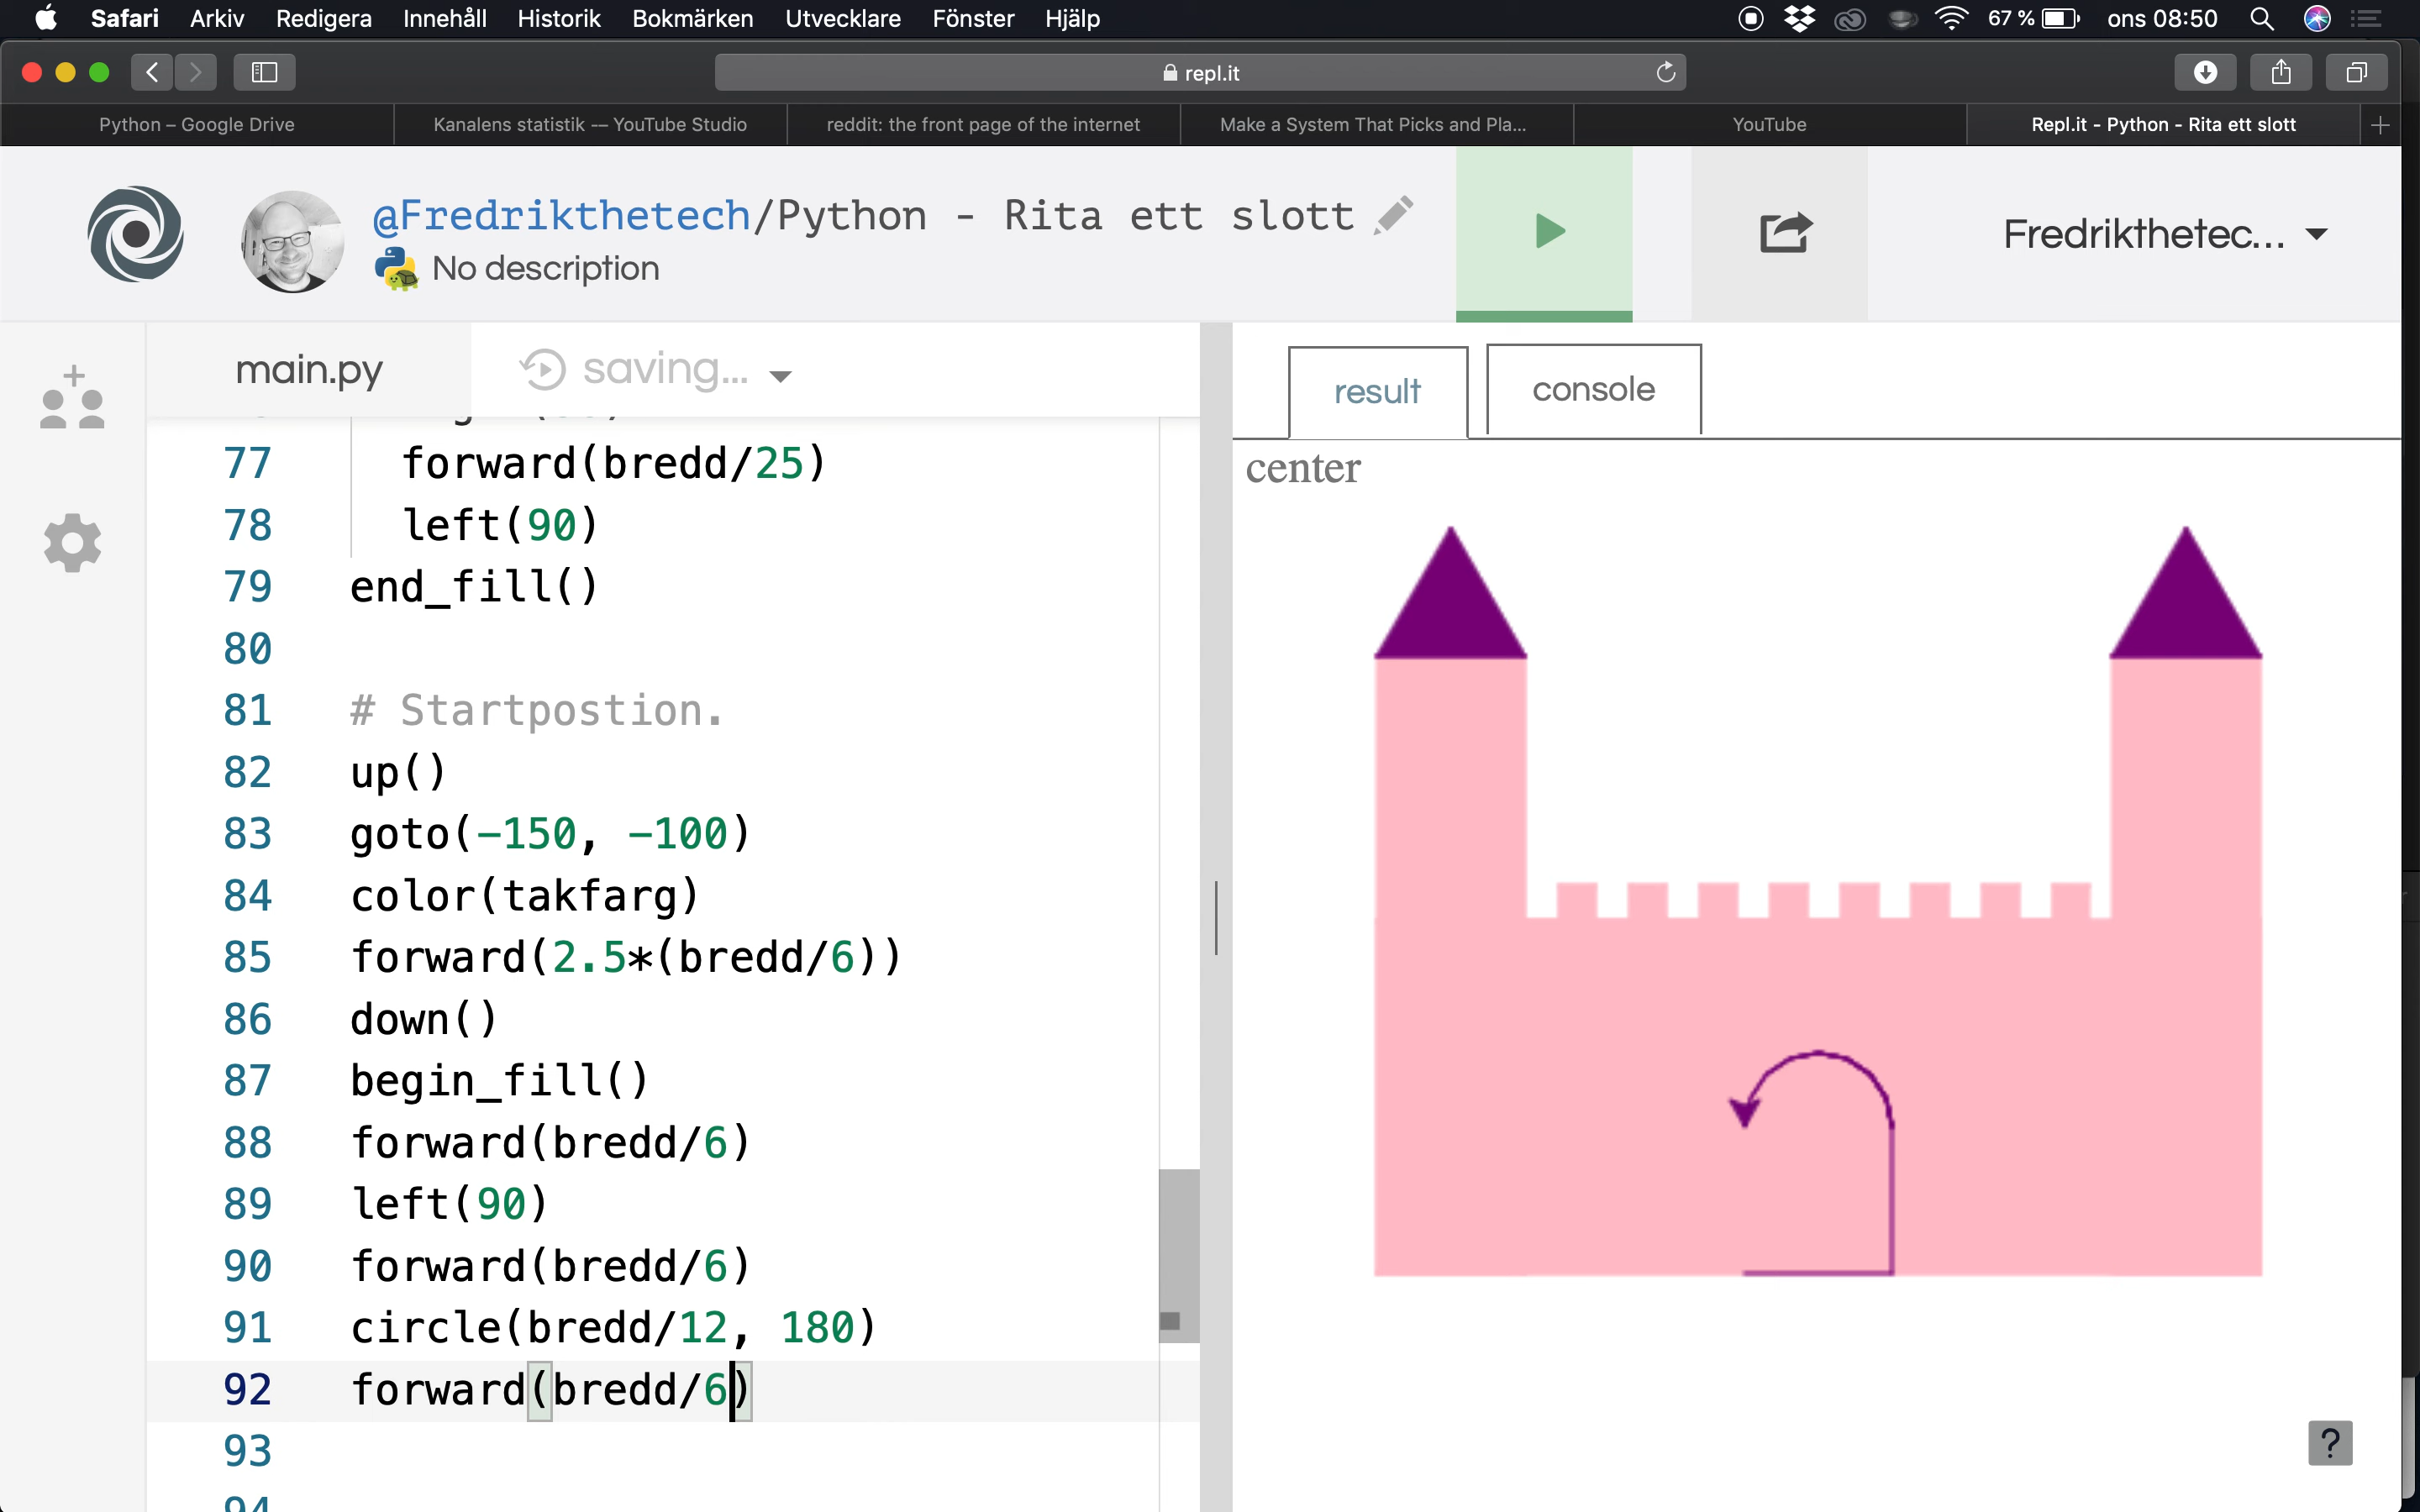 Safari Arkiv Redigera Innehåll Historik Bokmärken Utvecklare Fönster Hjälp 67 % ons 08:50
repl.it
Python – Google Drive Kanalens statistik -– YouTube Studio reddit: the front page of the internet Make a System That Picks and Pla... YouTube Repl.it - Python - Rita ett slott
@Fredrikthetech/Python - Rita ett slott
No description
Fredrikthetec...
main.py saving...
result console
center
77 forward(bredd/25)
78 left(90)
79 end_fill()
80
81 # Startpostion.
82 up()
83 goto(-150, -100)
84 color(takfarg)
85 forward(2.5*(bredd/6))
86 down()
87 begin_fill()
88 forward(bredd/6)
89 left(90)
90 forward(bredd/6)
91 circle(bredd/12, 180)
92 forward(bredd/6)
93
94
?